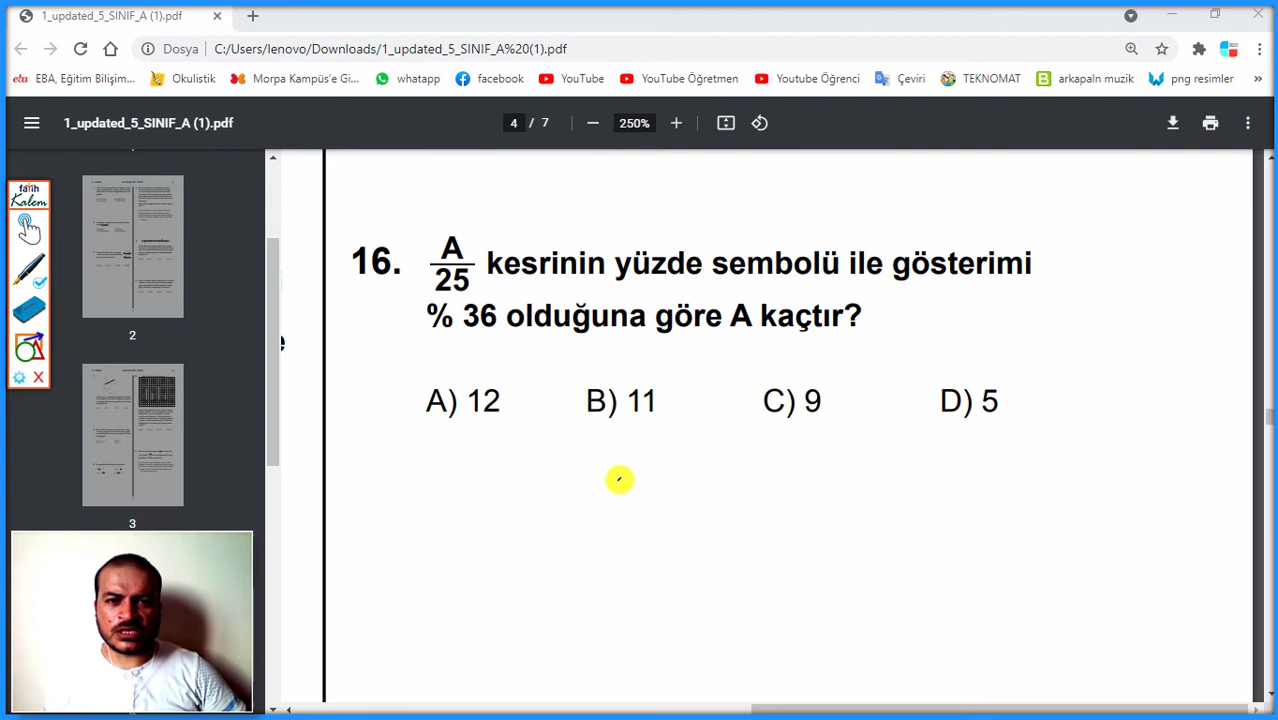 1_updated_5_SINIF_A (1).pdf
Dosya
C:/Users/lenovo/Downloads/1_updated_5_SINIF_A%20(1).pdf
eba EBA, Eğitim Bilişim...
Okulistik
Morpa Kampüs'e Gi...
whatapp
facebook
YouTube
YouTube Öğretmen
Youtube Öğrenci
Çeviri
TEKNOMAT
B arkapaln muzik
png resimler
»
1_updated_5_SINIF_A (1).pdf
4 / 7
250%
fatih
Kalem
2
3
16. A/25 kesrinin yüzde sembolü ile gösterimi
% 36 olduğuna göre A kaçtır?
A) 12 B) 11 C) 9 D) 5